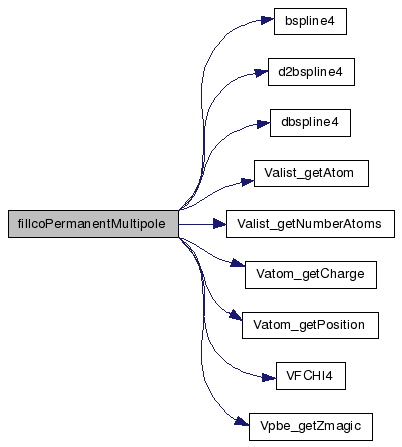 bspline4
d2bspline4
dbspline4
Valist_getAtom
fillcoPermanentMultipole
Valist_getNumberAtoms
Vatom_getCharge
Vatom_getPosition
VFCHI4
Vpbe_getZmagic